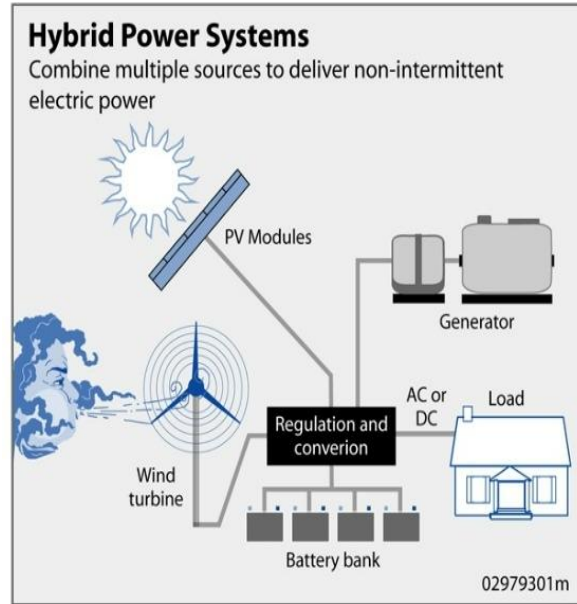 Hybrid Power Systems
Combine multiple sources to deliver non-intermittent
electric power
PV Modules
Generator
AC or
DC
Load
Regulation and
converion
Wind
turbine
Battery bank
02979301m